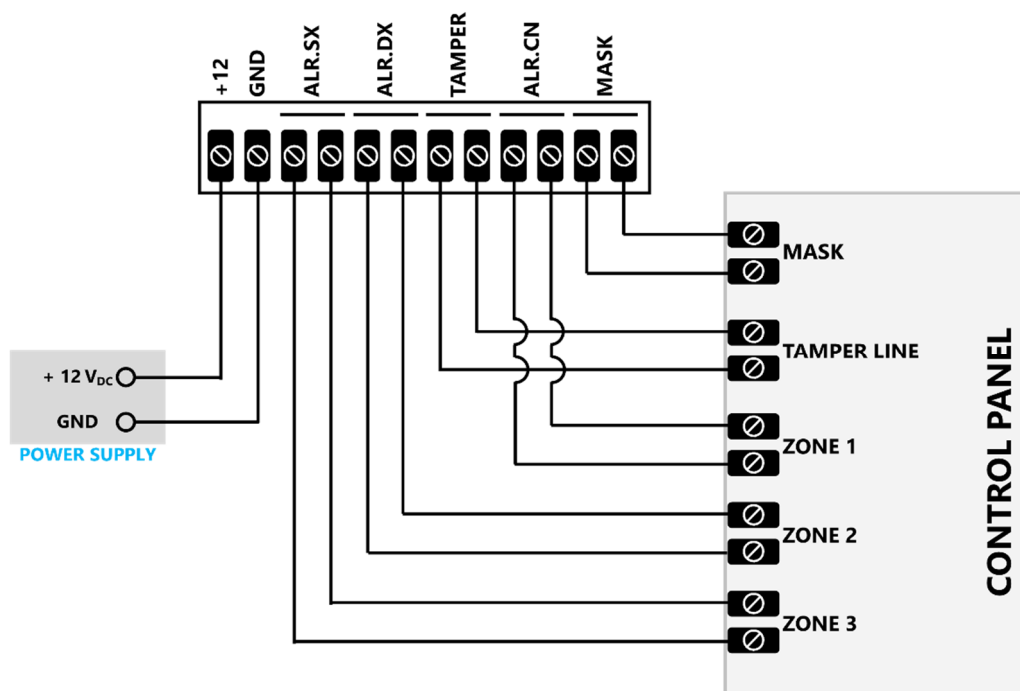 +12
GND
ALR.SX
ALR.DX
TAMPER
ALR.CN
MASK
MASK
TAMPER LINE
+ 12 VDC
GND
POWER SUPPLY
ZONE 1
ZONE 2
ZONE 3
CONTROL PANEL